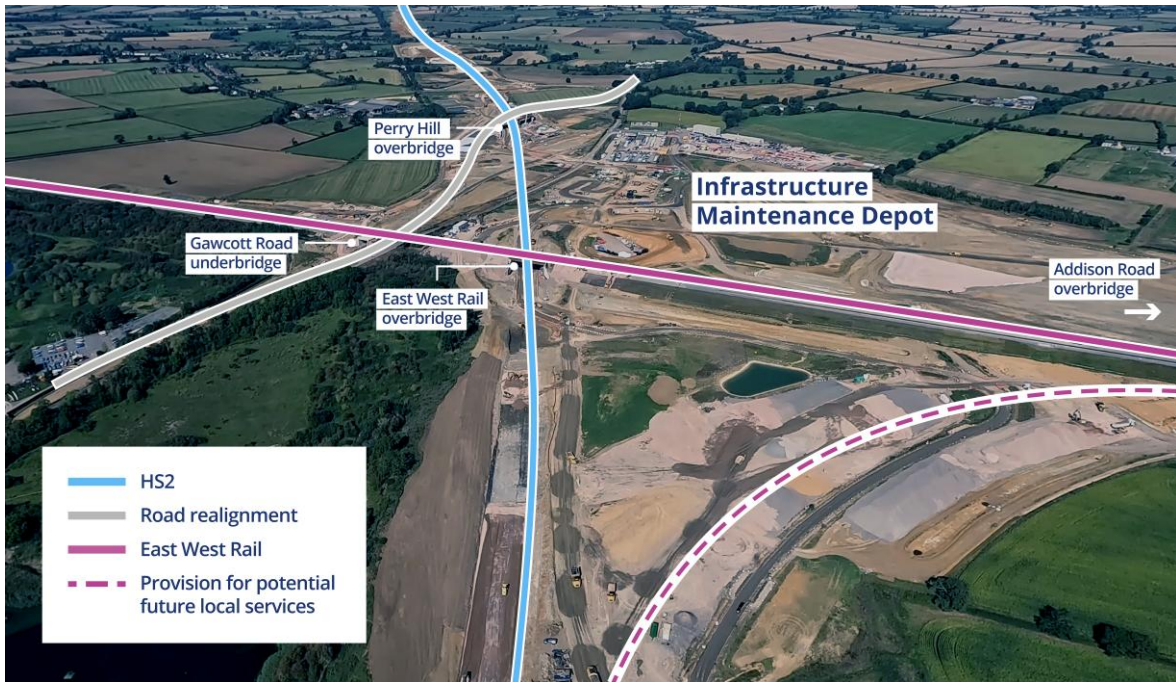 Perry Hill
overbridge
Infrastructure
Maintenance Depot
Gawcott Road
underbridge
Addison Road
overbridge
East West Rail
overbridge
HS2
Road realignment
East West Rail
Provision for potential
future local services